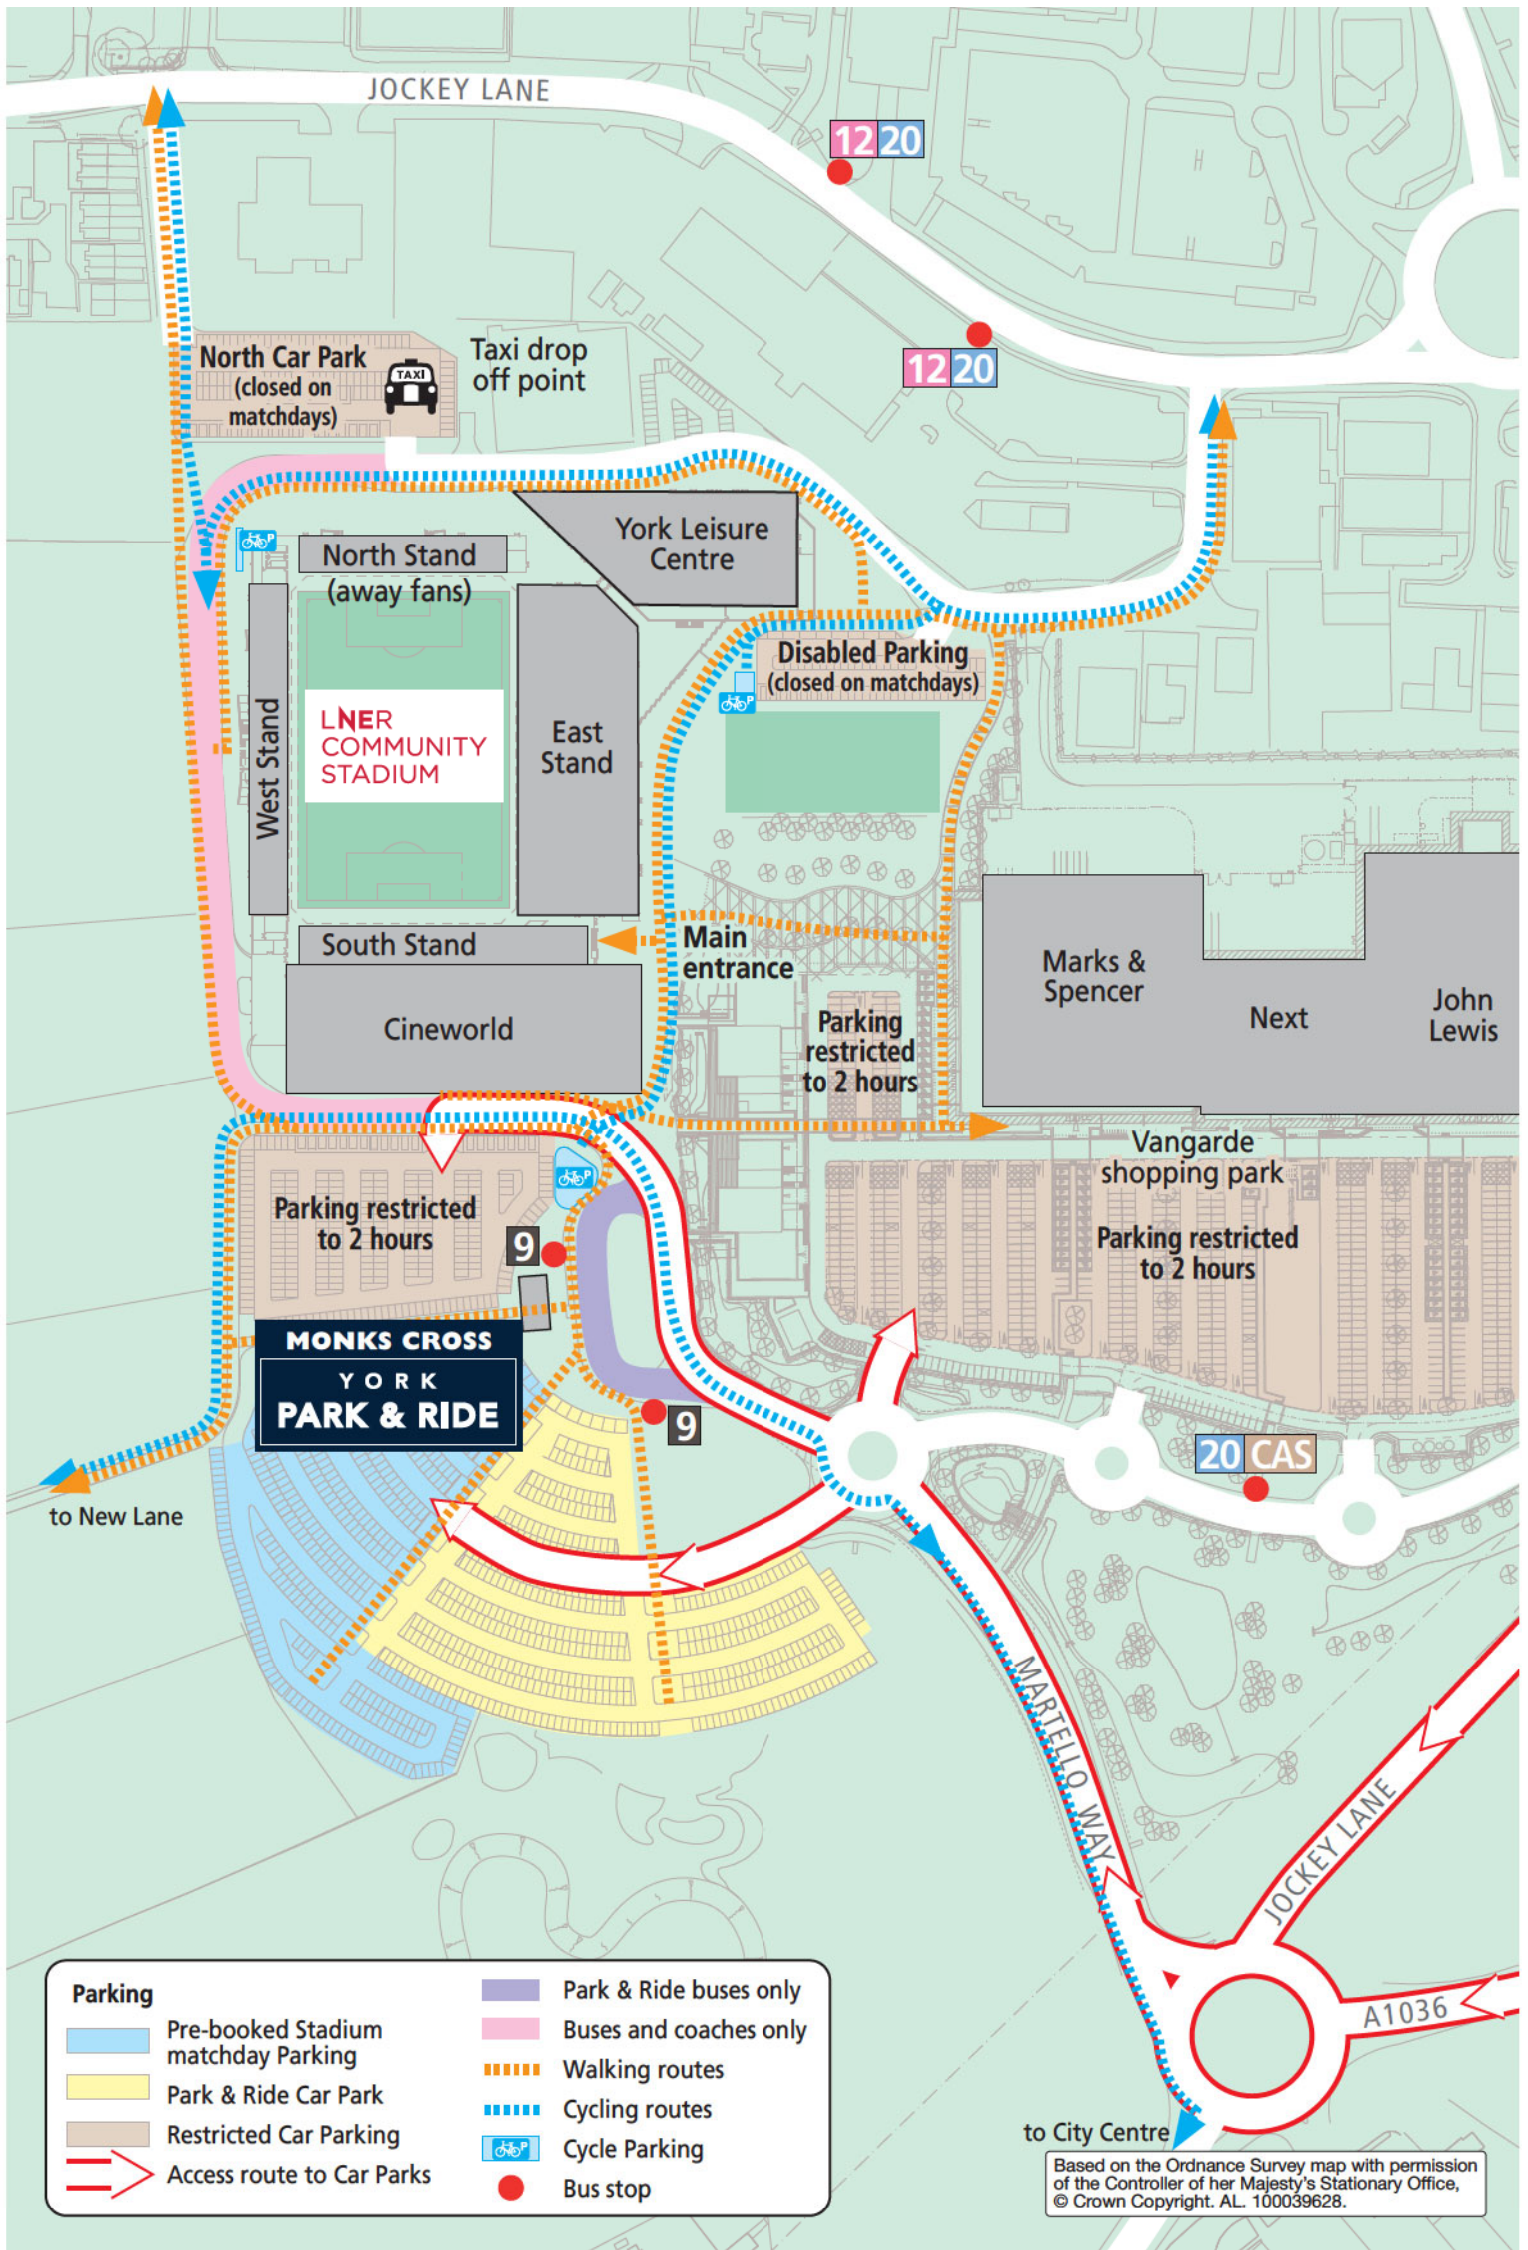 JOCKEY LANE
12 20
12 20
North Car Park
(closed on
matchdays)
TAXI
Taxi drop
off point
York Leisure
Centre
P
North Stand
(away fans)
Disabled Parking
(closed on matchdays)
P
LNER
COMMUNITY
STADIUM
West Stand
East
Stand
South Stand
Main
entrance
Cineworld
Marks &
Spencer
Next
John
Lewis
Parking
restricted
to 2 hours
Vangarde
shopping park
P
Parking restricted
to 2 hours
9
Parking restricted
to 2 hours
MONKS CROSS
YORK
PARK & RIDE
9
20 CAS
to New Lane
MARTELLO WAY
JOCKEY LANE
A1036
to City Centre
Parking
Pre-booked Stadium
matchday Parking
Park & Ride Car Park
Restricted Car Parking
Access route to Car Parks
Park & Ride buses only
Buses and coaches only
Walking routes
Cycling routes
P
Cycle Parking
Bus stop
Based on the Ordnance Survey map with permission
of the Controller of her Majesty's Stationary Office,
© Crown Copyright. AL. 100039628.